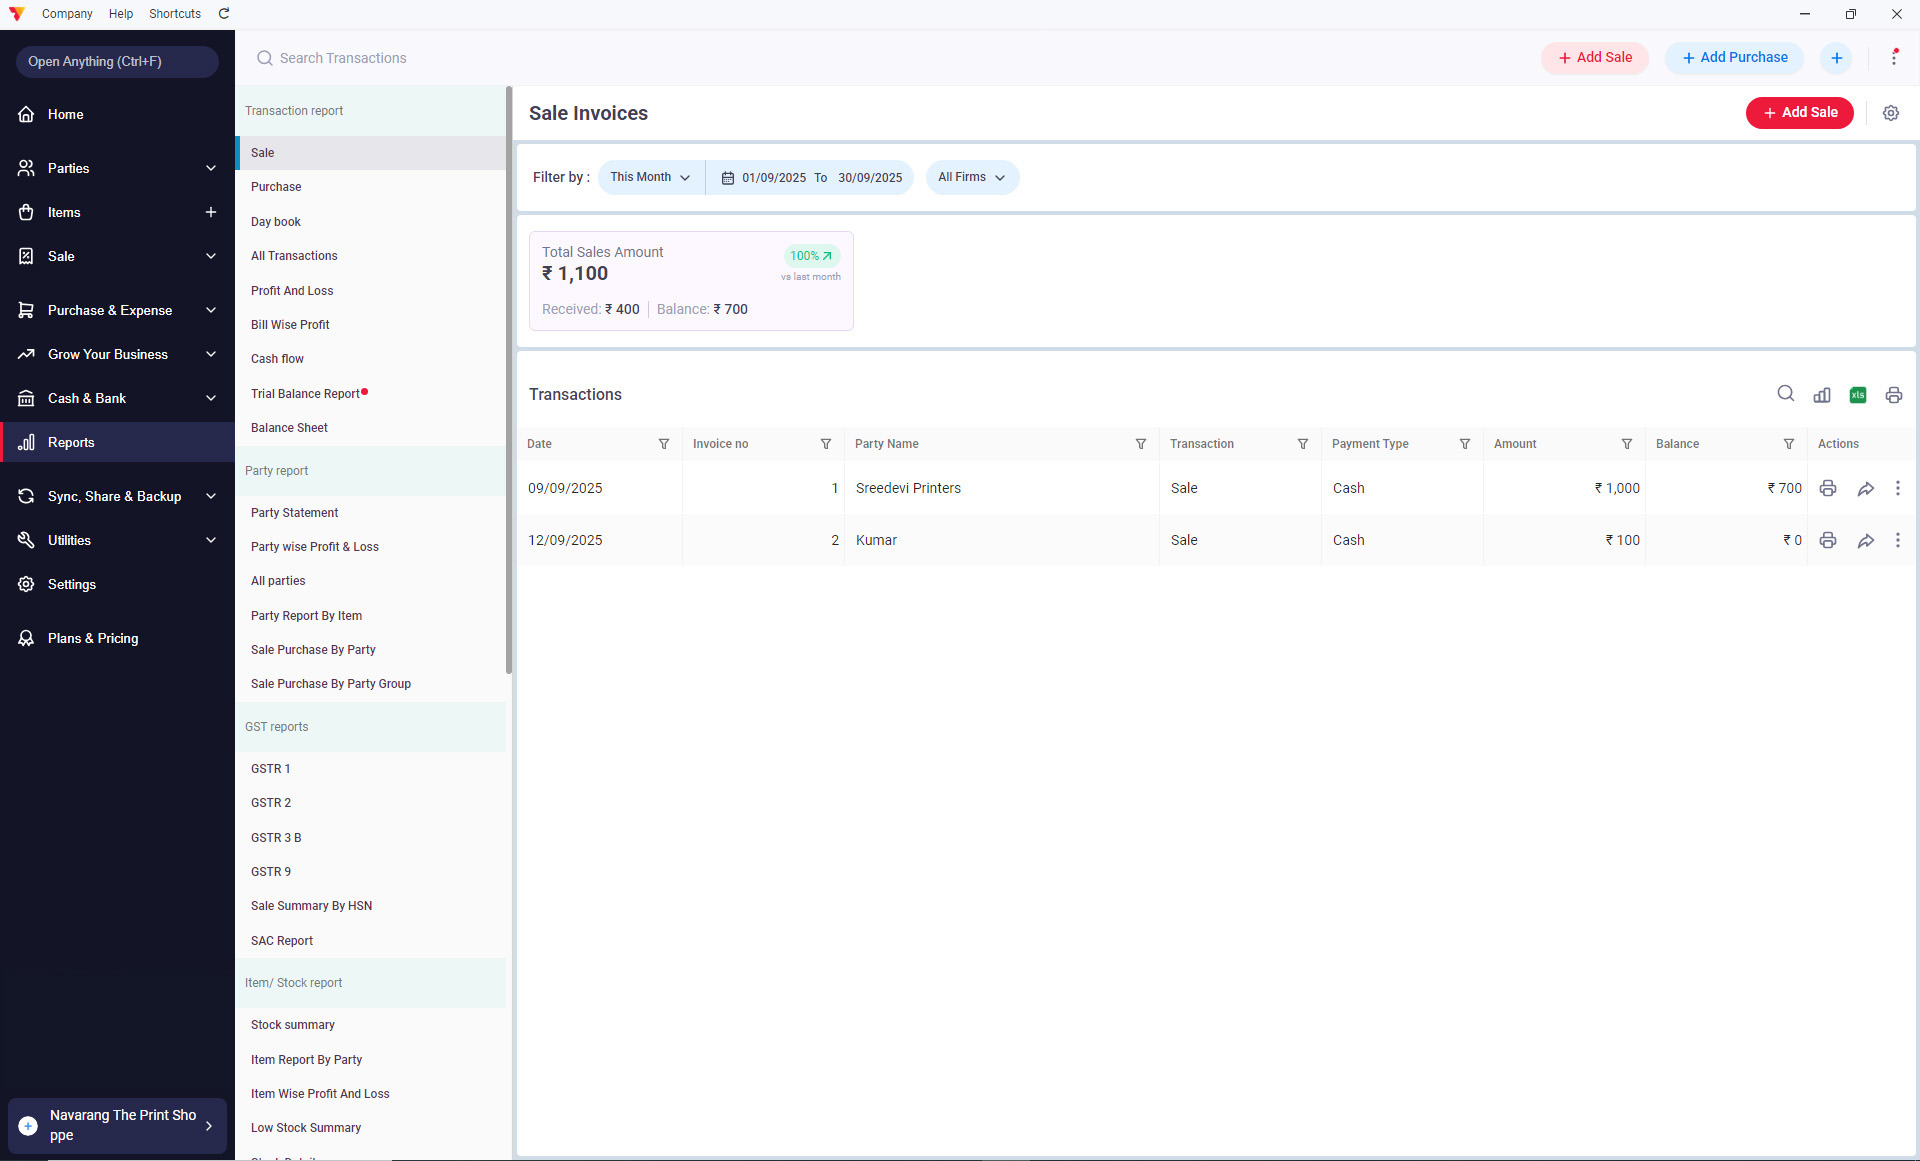 Company Help Shortcuts
Open Anything (Ctrl+F)
Search Transactions
Add Sale
Add Purchase
Home
Parties
Items
Sale
Purchase & Expense
Grow Your Business
Cash & Bank
Reports
Sync, Share & Backup
Utilities
Settings
Plans & Pricing
Navarang The Print Sho
ppe
Transaction report
Sale
Purchase
Day book
All Transactions
Profit And Loss
Bill Wise Profit
Cash flow
Trial Balance Report
Balance Sheet
Party report
Party Statement
Party wise Profit & Loss
All parties
Party Report By Item
Sale Purchase By Party
Sale Purchase By Party Group
GST reports
GSTR 1
GSTR 2
GSTR 3 B
GSTR 9
Sale Summary By HSN
SAC Report
Item/ Stock report
Stock summary
Item Report By Party
Item Wise Profit And Loss
Low Stock Summary
Sale Invoices
Add Sale
Filter by : This Month 01/09/2025 To 30/09/2025 All Firms
Total Sales Amount 100%
₹ 1,100 vs last month
Received: ₹ 400 Balance: ₹ 700
Transactions xls
Date Invoice no Party Name Transaction Payment Type Amount Balance Actions
09/09/2025 1 Sreedevi Printers Sale Cash ₹ 1,000 ₹ 700
12/09/2025 2 Kumar Sale Cash ₹ 100 ₹ 0